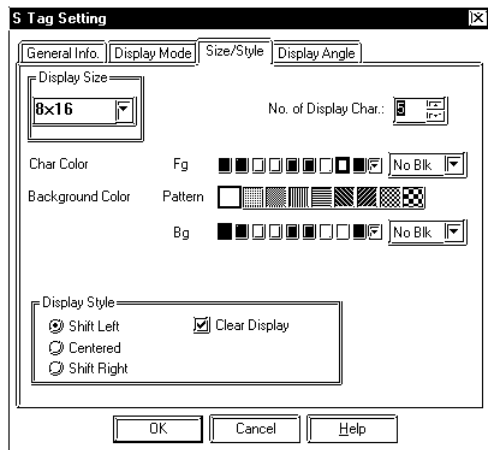 S Tag Setting
General Info. Display Mode Size/Style Display Angle
Display Size
8×16
No. of Display Char.: 5
Char Color Fg No Blk
Background Color Pattern
Bg No Blk
Display Style
Shift Left Clear Display
Centered
Shift Right
OK Cancel Help